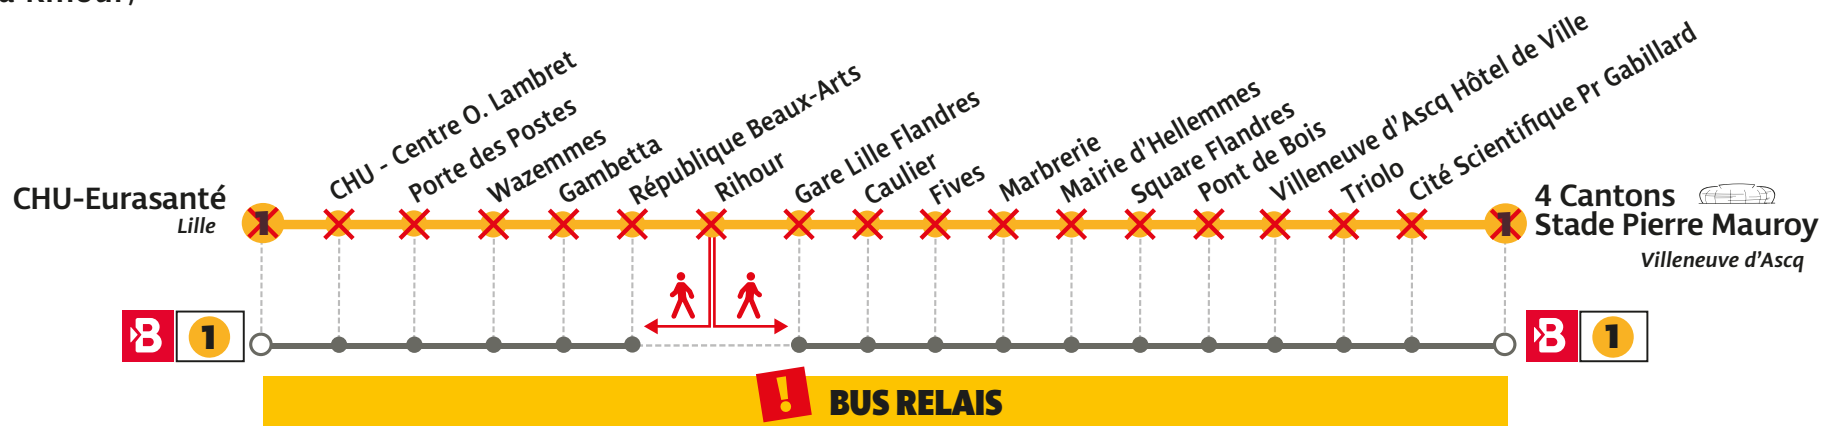 CHU-Eurasanté
Lille
1
CHU - Centre O. Lambret
Porte des Postes
Wazemmes
Gambetta
République Beaux-Arts
Rihour
Gare Lille Flandres
Caulier
Fives
Marbrerie
Mairie d'Hellemmes
Square Flandres
Pont de Bois
Villeneuve d'Ascq Hôtel de Ville
Triolo
Cité Scientifique Pr Gabillard
1
4 Cantons
Stade Pierre Mauroy
Villeneuve d'Ascq
B 1
B 1
! BUS RELAIS